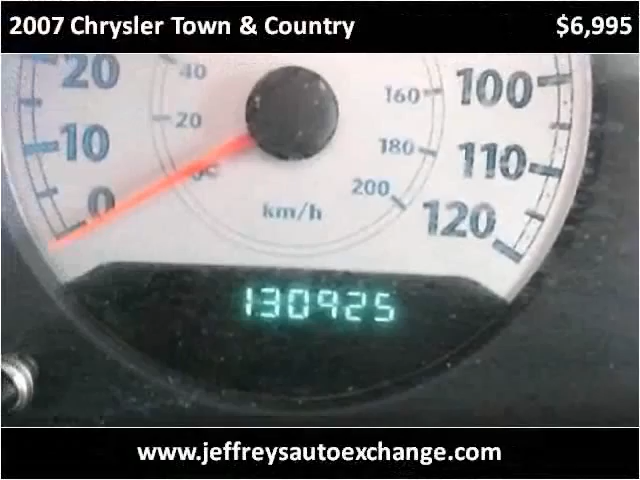 2007 Chrysler Town & Country $6,995
20 40 160 100
10 20 180 110
0 200 120
km/h
130925
www.jeffreysautoexchange.com